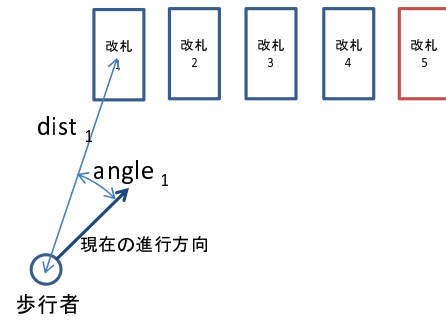 改札 改札 改札 改札 改札
1 2 3 4 5
dist 1
angle 1
現在の進行方向
歩行者